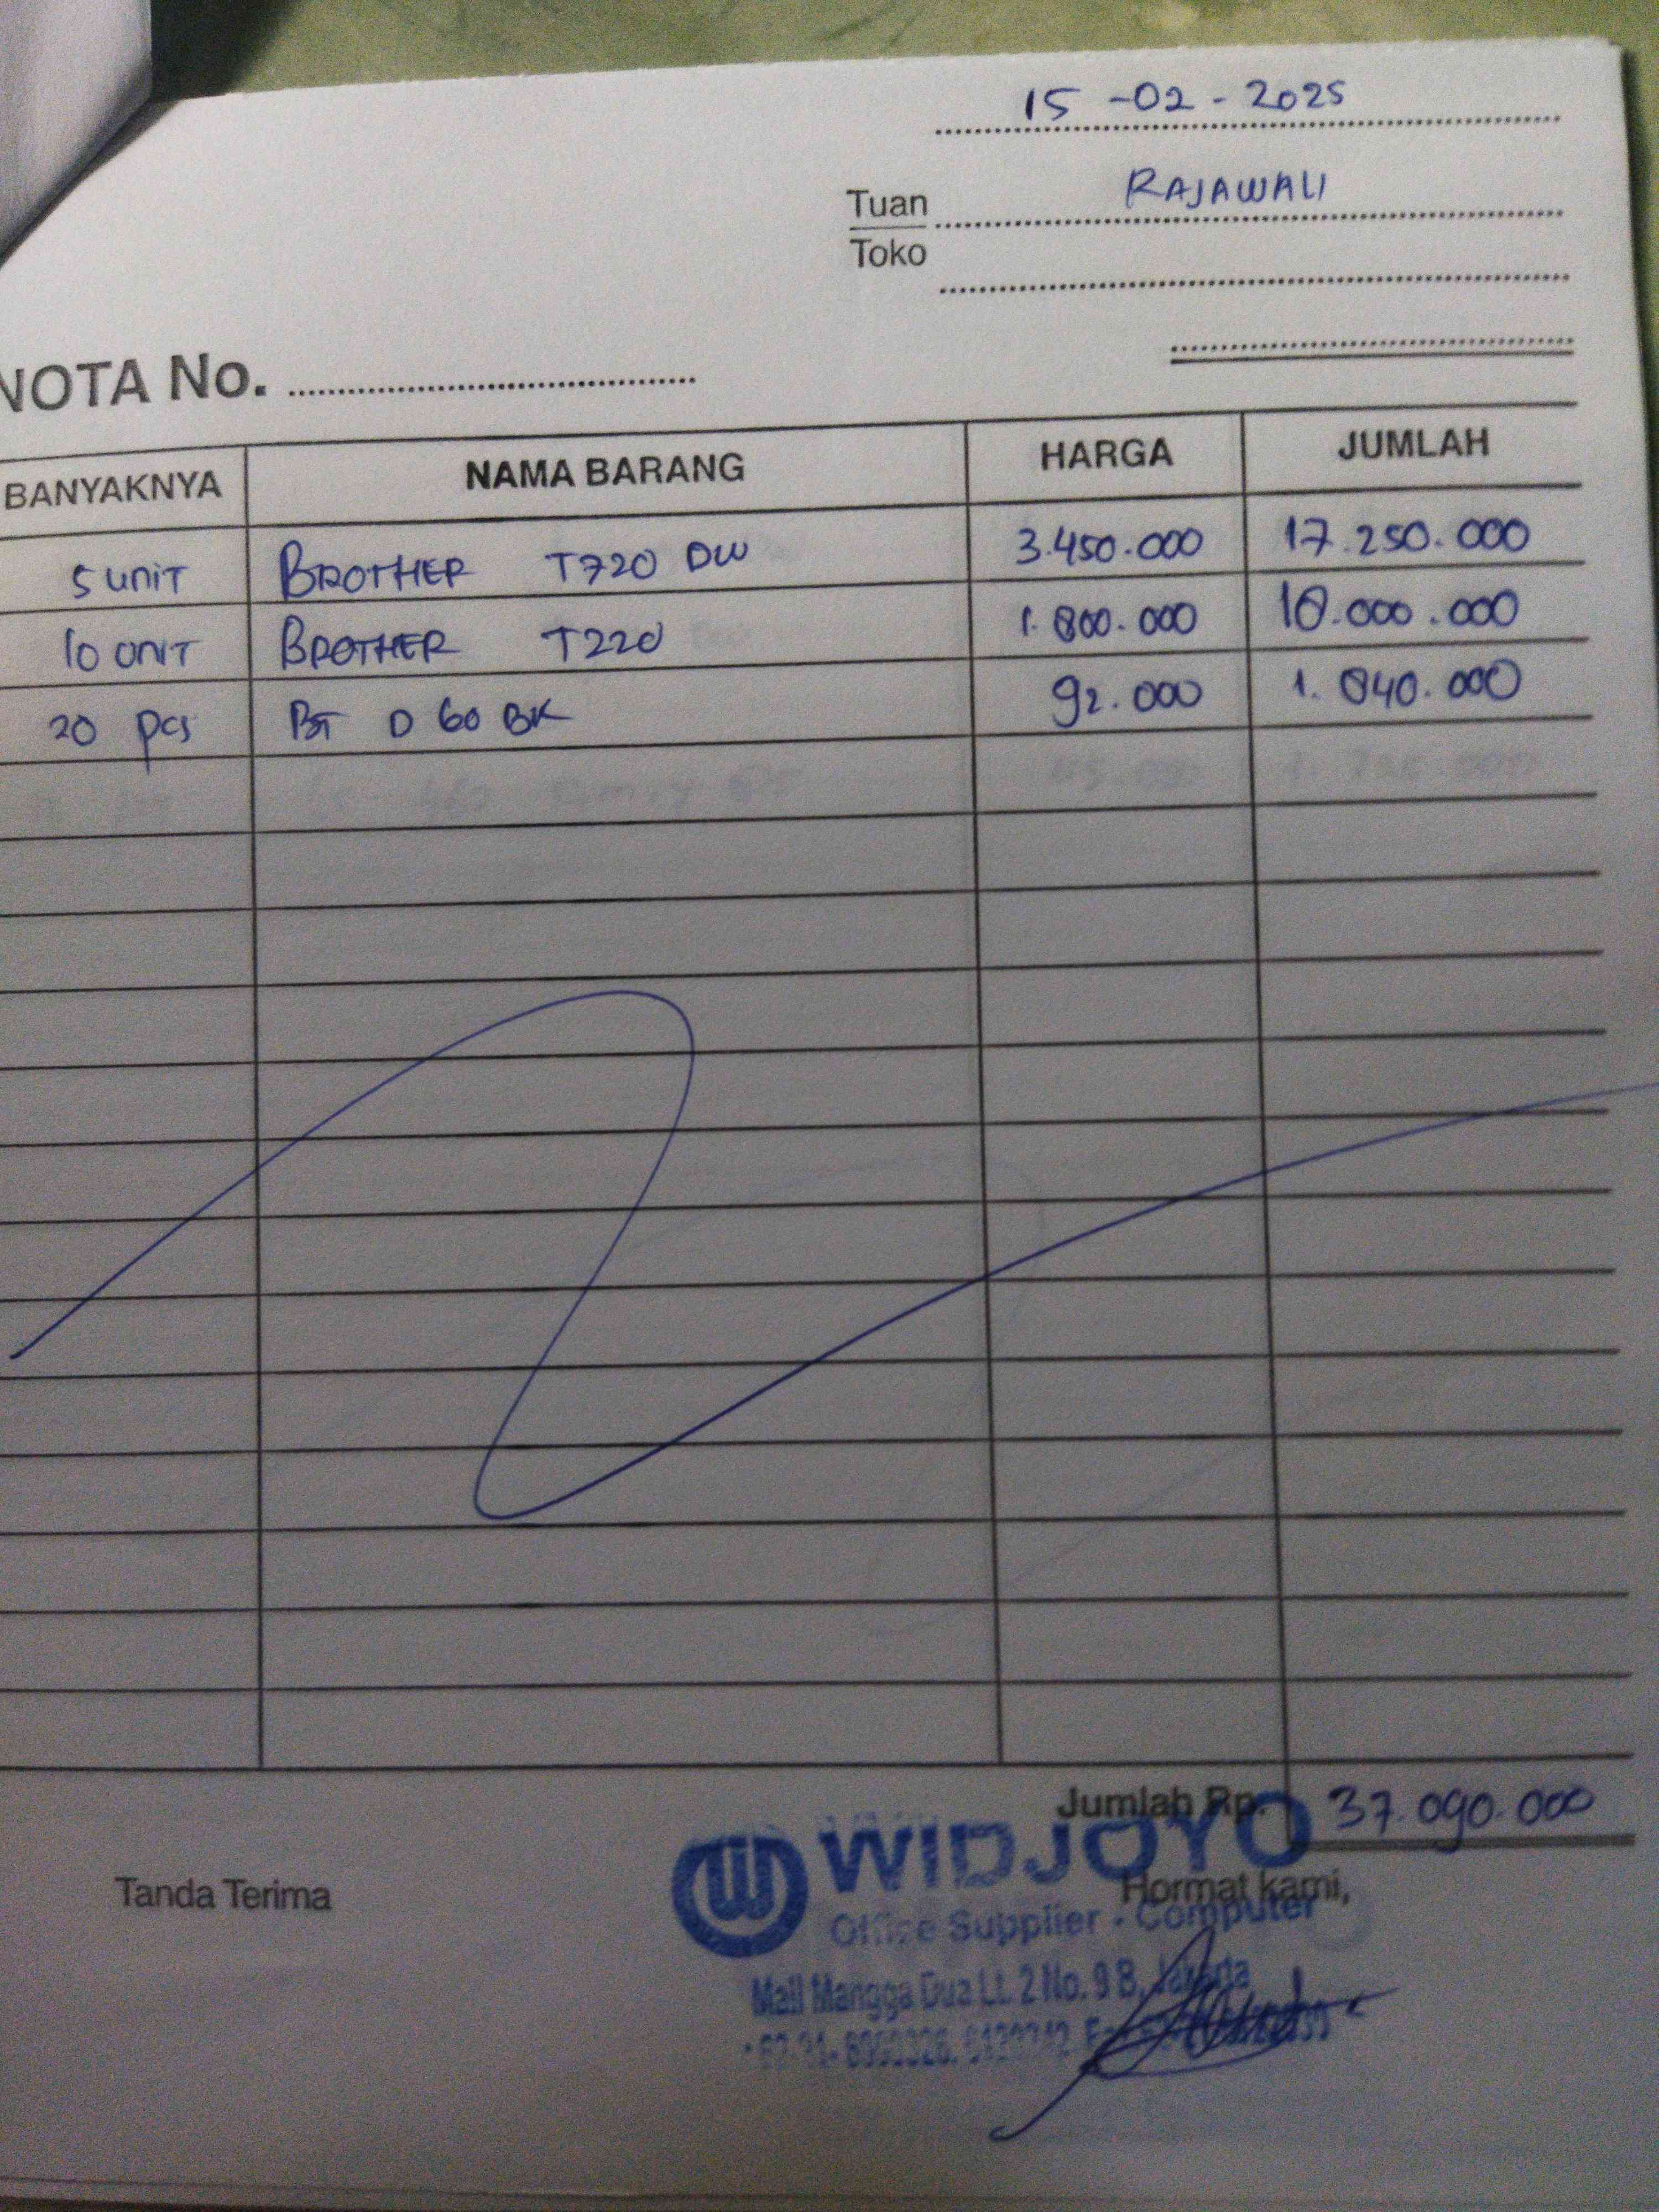 15 - 02 - 2025
Tuan RAJAWALI
Toko
NOTA No.
BANYAKNYA NAMA BARANG HARGA JUMLAH
5 UNIT BROTHER T720 DW 3.450.000 17.250.000
10 UNIT BROTHER T220 1.800.000 18.000.000
20 pcs BT D 60 BK 92.000 1.840.000
Jumlah Rp. 37.090.000
WIDJOYO
Tanda Terima Hormat kami,
Office Supplier - Computer
Mall Mangga Dua Lt. 2 No. 9 B, Jakarta